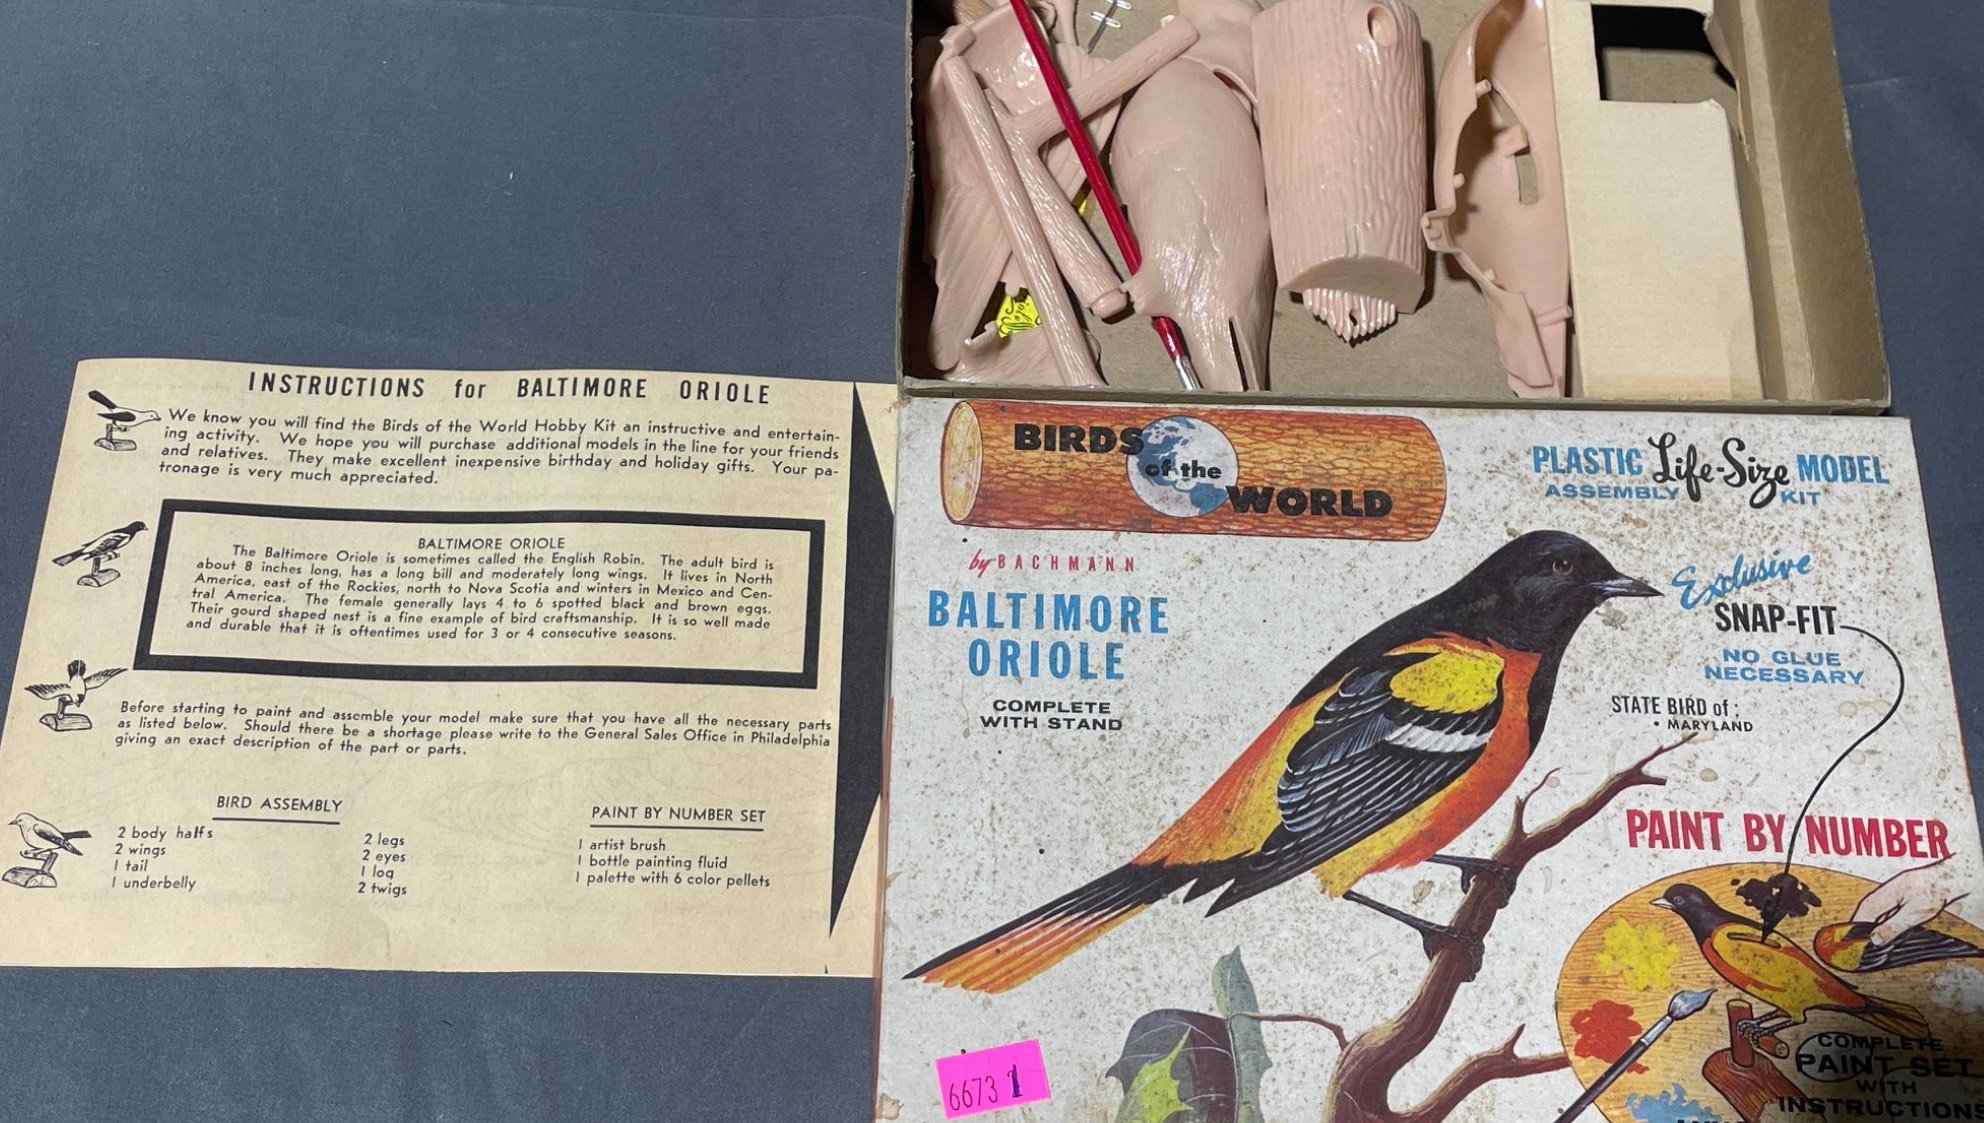 INSTRUCTIONS for BALTIMORE ORIOLE
We know you will find the Birds of the World Hobby Kit an instructive and entertain-
ing activity. We hope you will purchase additional models in the line for your friends
and relatives. They make excellent inexpensive birthday and holiday gifts. Your pa-
tronage is very much appreciated.
BALTIMORE ORIOLE
The Baltimore Oriole is sometimes called the English Robin. The adult bird is
about 8 inches long, has a long bill and moderately long wings. It lives in North
America, east of the Rockies, north to Nova Scotia and winters in Mexico and Cen-
tral America. The female generally lays 4 to 6 spotted black and brown eggs.
Their gourd shaped nest is a fine example of bird craftsmanship. It is so well made
and durable that it is oftentimes used for 3 or 4 consecutive seasons.
Before starting to paint and assemble your model make sure that you have all the necessary parts
as listed below. Should there be a shortage please write to the General Sales Office in Philadelphia
giving an exact description of the part or parts.
BIRD ASSEMBLY
2 body halfs
2 wings
1 tail
1 underbelly
2 legs
2 eyes
1 log
2 twigs
PAINT BY NUMBER SET
1 artist brush
1 bottle painting fluid
1 palette with 6 color pellets
BIRDS
of the
WORLD
by BACHMANN
BALTIMORE
ORIOLE
COMPLETE
WITH STAND
PLASTIC Life-Size MODEL
ASSEMBLY KIT
Exclusive
SNAP-FIT
NO GLUE
NECESSARY
STATE BIRD of :
• MARYLAND
PAINT BY NUMBER
COMPLETE
PAINT SET
WITH
INSTRUCTIONS
6673 1